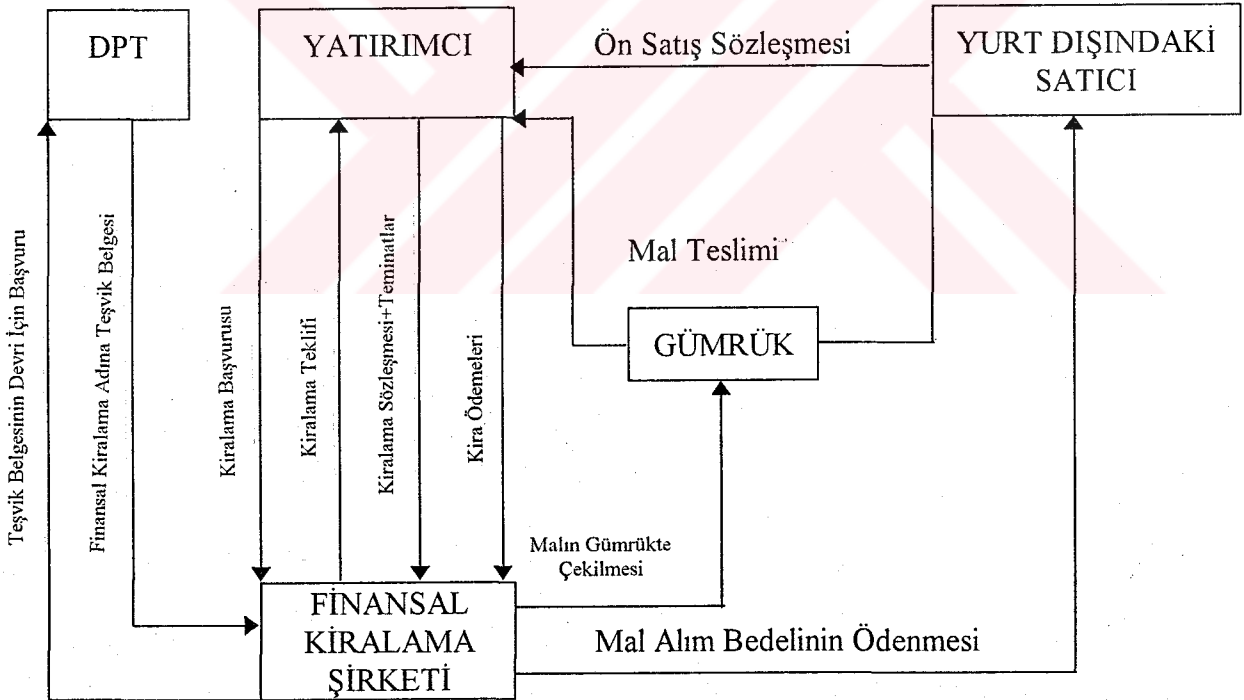 DPT
YATIRIMCI
Ön Satış Sözleşmesi
YURT DIŞINDAKİ
SATICI
Teşvik Belgesinin Devri İçin Başvuru
Finansal Kiralama Adına Teşvik Belgesi
Kiralama Başvurusu
Kiralama Teklifi
Kiralama Sözleşmesi+Teminatlar
Kira Ödemeleri
Mal Teslimi
GÜMRÜK
Malın Gümrükte
Çekilmesi
FİNANSAL
KİRALAMA
ŞİRKETİ
Mal Alım Bedelinin Ödenmesi